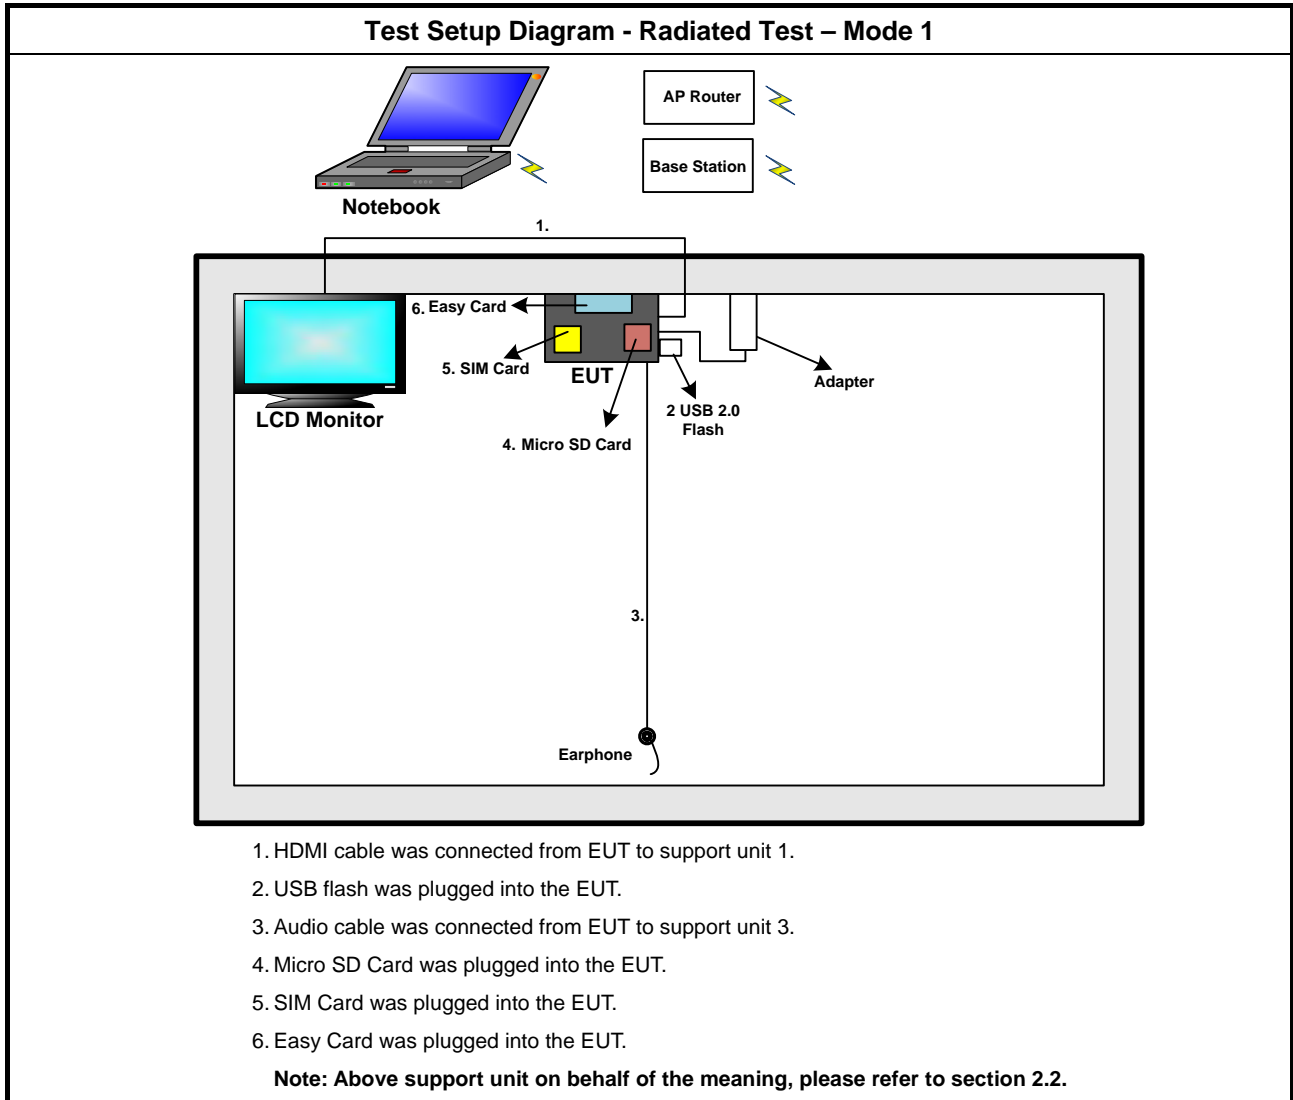 Test Setup Diagram - Radiated Test – Mode 1
AP Router
Base Station
Notebook
1.
6. Easy Card
5. SIM Card
EUT
Adapter
LCD Monitor
2 USB 2.0
Flash
4. Micro SD Card
3.
Earphone
1. HDMI cable was connected from EUT to support unit 1.
2. USB flash was plugged into the EUT.
3. Audio cable was connected from EUT to support unit 3.
4. Micro SD Card was plugged into the EUT.
5. SIM Card was plugged into the EUT.
6. Easy Card was plugged into the EUT.
Note: Above support unit on behalf of the meaning, please refer to section 2.2.